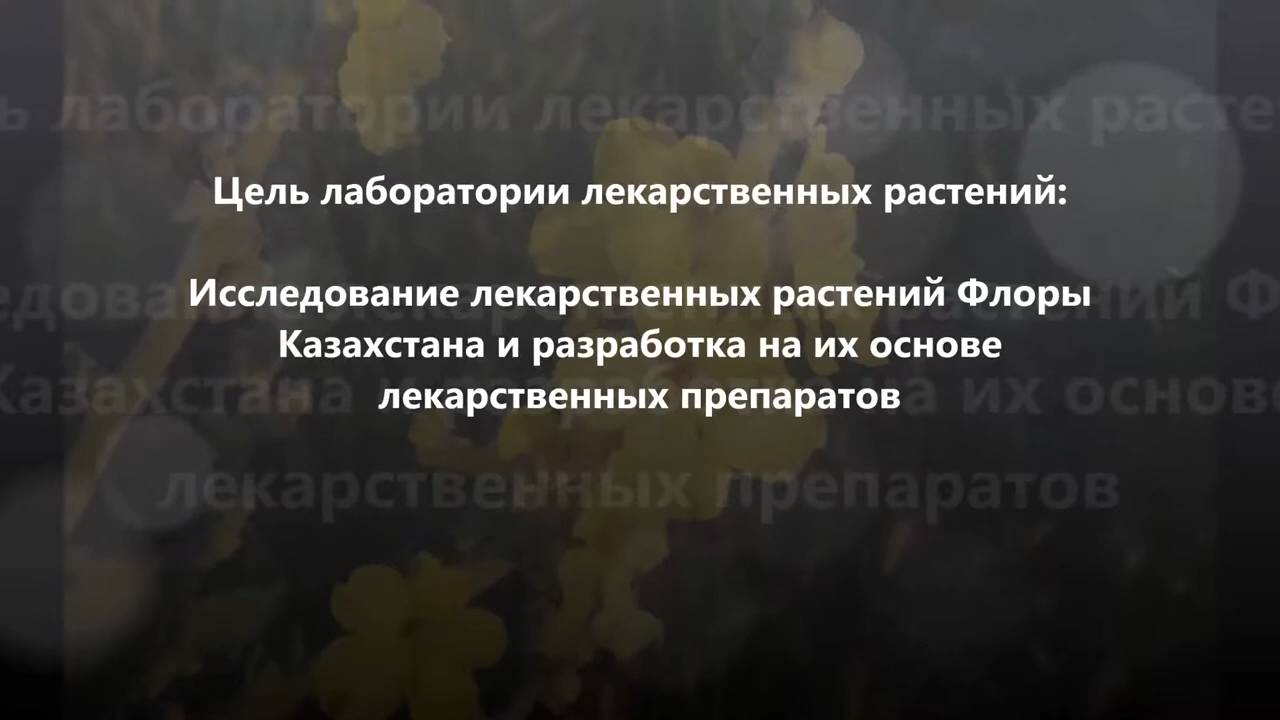 Цель лаборатории лекарственных растений:
Исследование лекарственных растений Флоры
Казахстана и разработка на их основе
лекарственных препаратов